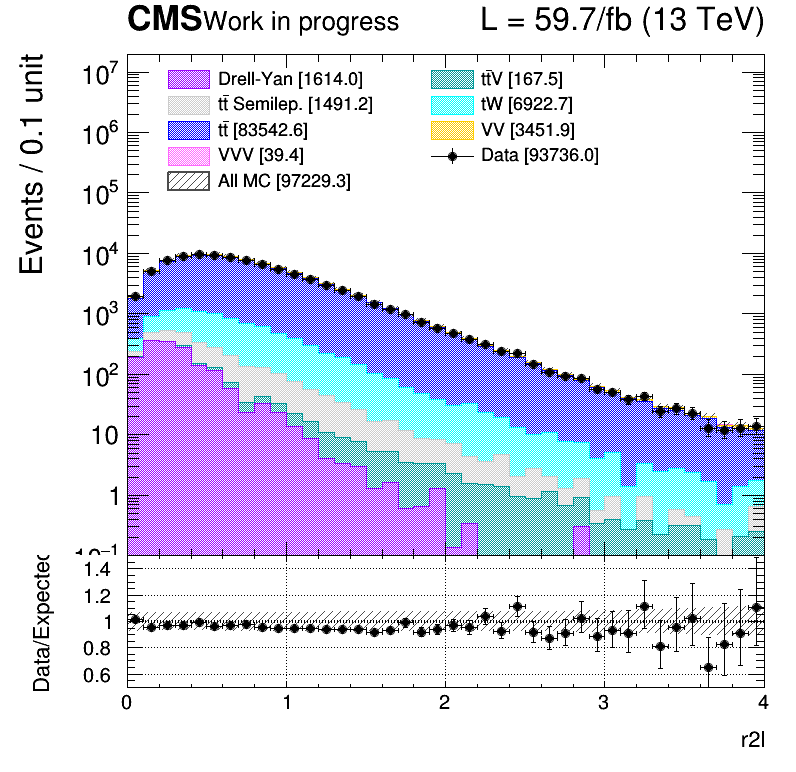 CMS Work in progress L = 59.7/fb (13 TeV)
Events / 0.1 unit
Drell-Yan [1614.0]
tt̄ Semilep. [1491.2]
tt̄ [83542.6]
VVV [39.4]
All MC [97229.3]
tt̄V [167.5]
tW [6922.7]
VV [3451.9]
Data [93736.0]
10⁷
10⁶
10⁵
10⁴
10³
10²
10
1
10⁻¹
Data/Expected
1.4
1.2
1
0.8
0.6
0 1 2 3 4
r2l